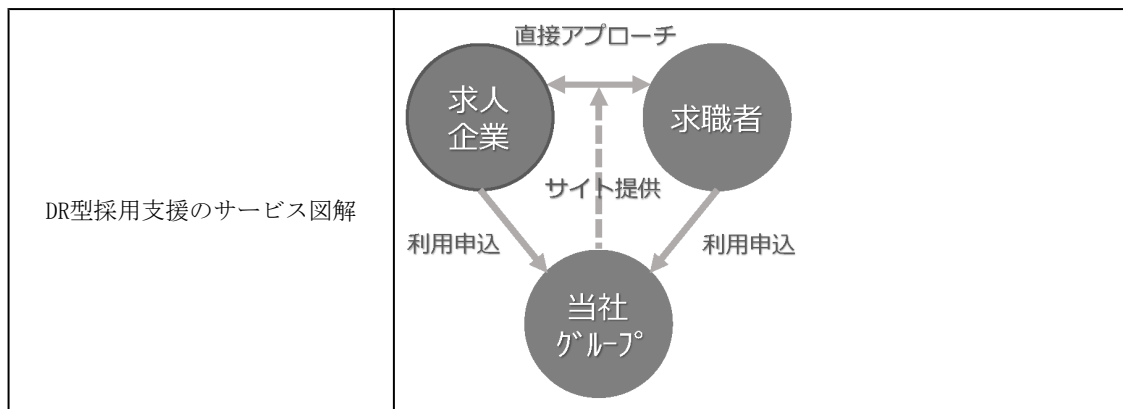 DR型採用支援のサービス図解
直接アプローチ
求人
企業
求職者
サイト提供
利用申込
利用申込
当社
ｸﾞﾙｰﾌﾟ